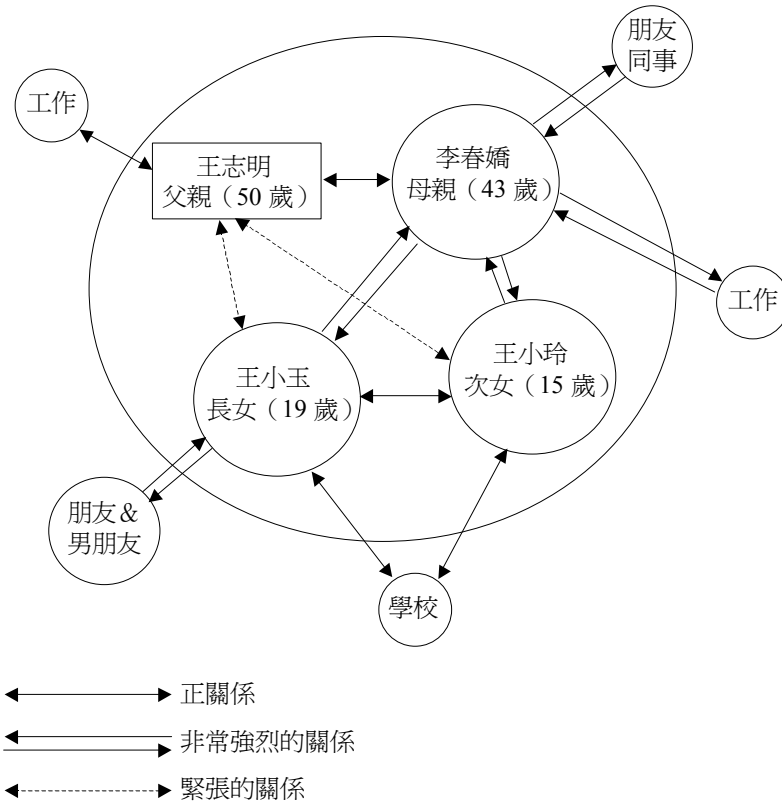 朋友
同事
工作
王志明
父親（50 歲）
李春嬌
母親（43 歲）
工作
王小玲
次女（15 歲）
王小玉
長女（19 歲）
朋友&
男朋友
學校
正關係
非常強烈的關係
緊張的關係